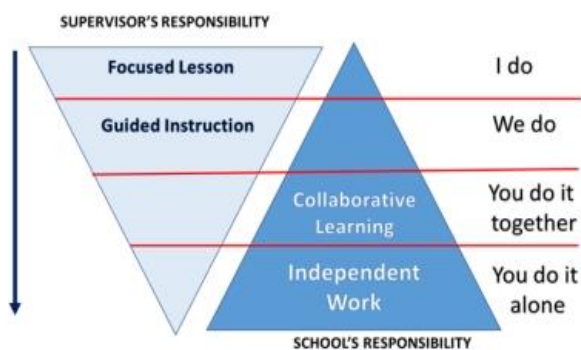 SUPERVISOR'S RESPONSIBILITY
Focused Lesson
I do
Guided Instruction
We do
Collaborative
Learning
You do it
together
Independent
Work
You do it
alone
SCHOOL'S RESPONSIBILITY